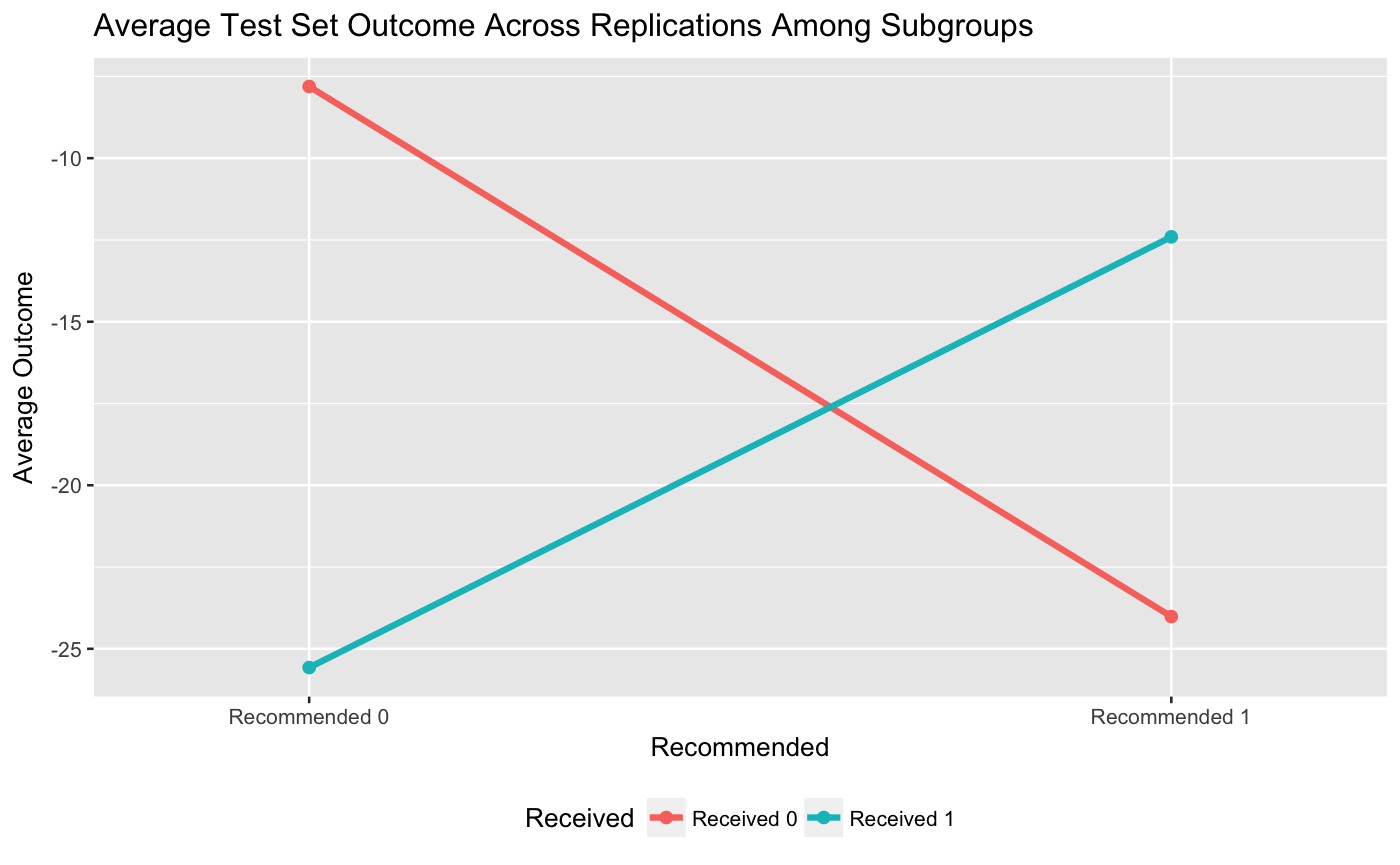 Average Test Set Outcome Across Replications Among Subgroups
Average Outcome
-10
-15
-20
-25
Recommended 0
Recommended 1
Recommended
Received
Received 0
Received 1